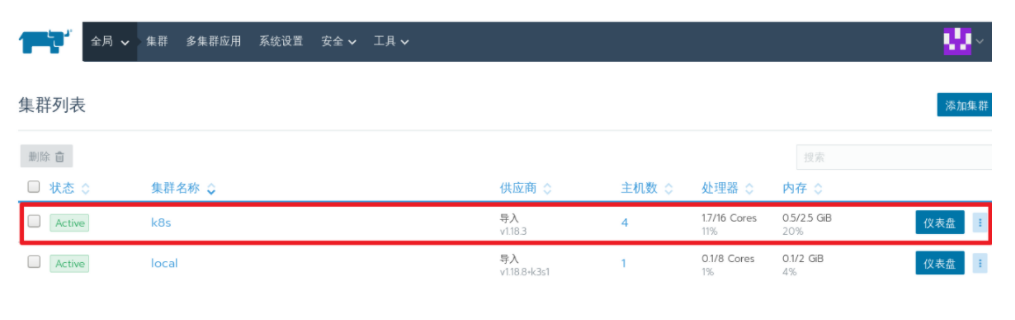 全局 集群 多集群应用 系统设置 安全 工具
集群列表 添加集群
删除 搜索
状态 集群名称 供应商 主机数 处理器 内存
Active k8s 导入 4 1.7/16 Cores 0.5/2.5 GiB 仪表盘
v1.18.3 11% 20%
Active local 导入 1 0.1/8 Cores 0.1/2 GiB 仪表盘
v1.18.8+k3s1 1% 4%